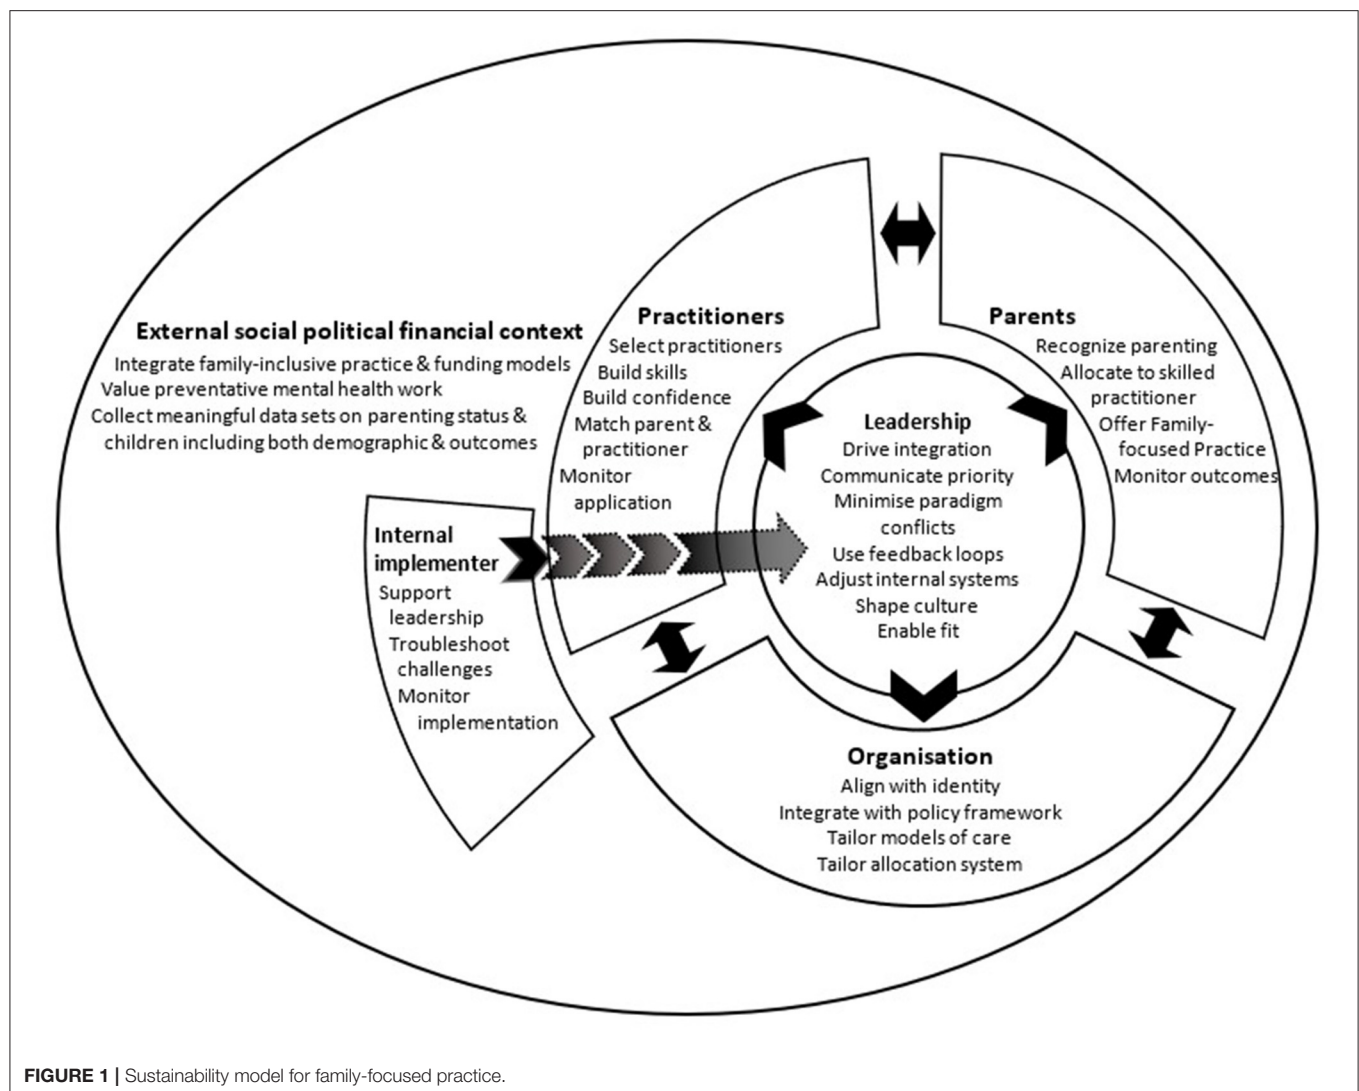 External social political financial context
Integrate family-inclusive practice & funding models
Value preventative mental health work
Collect meaningful data sets on parenting status &
children including both demographic & outcomes
Internal
implementer
Support
leadership
Troubleshoot
challenges
Monitor
implementation
Practitioners
Select practitioners
Build skills
Build confidence
Match parent &
practitioner
Monitor
application
Parents
Recognize parenting
Allocate to skilled
practitioner
Offer Family-
focused Practice
Monitor outcomes
Leadership
Drive integration
Communicate priority
Minimise paradigm
conflicts
Use feedback loops
Adjust internal systems
Shape culture
Enable fit
Organisation
Align with identity
Integrate with policy framework
Tailor models of care
Tailor allocation system
FIGURE 1 | Sustainability model for family-focused practice.